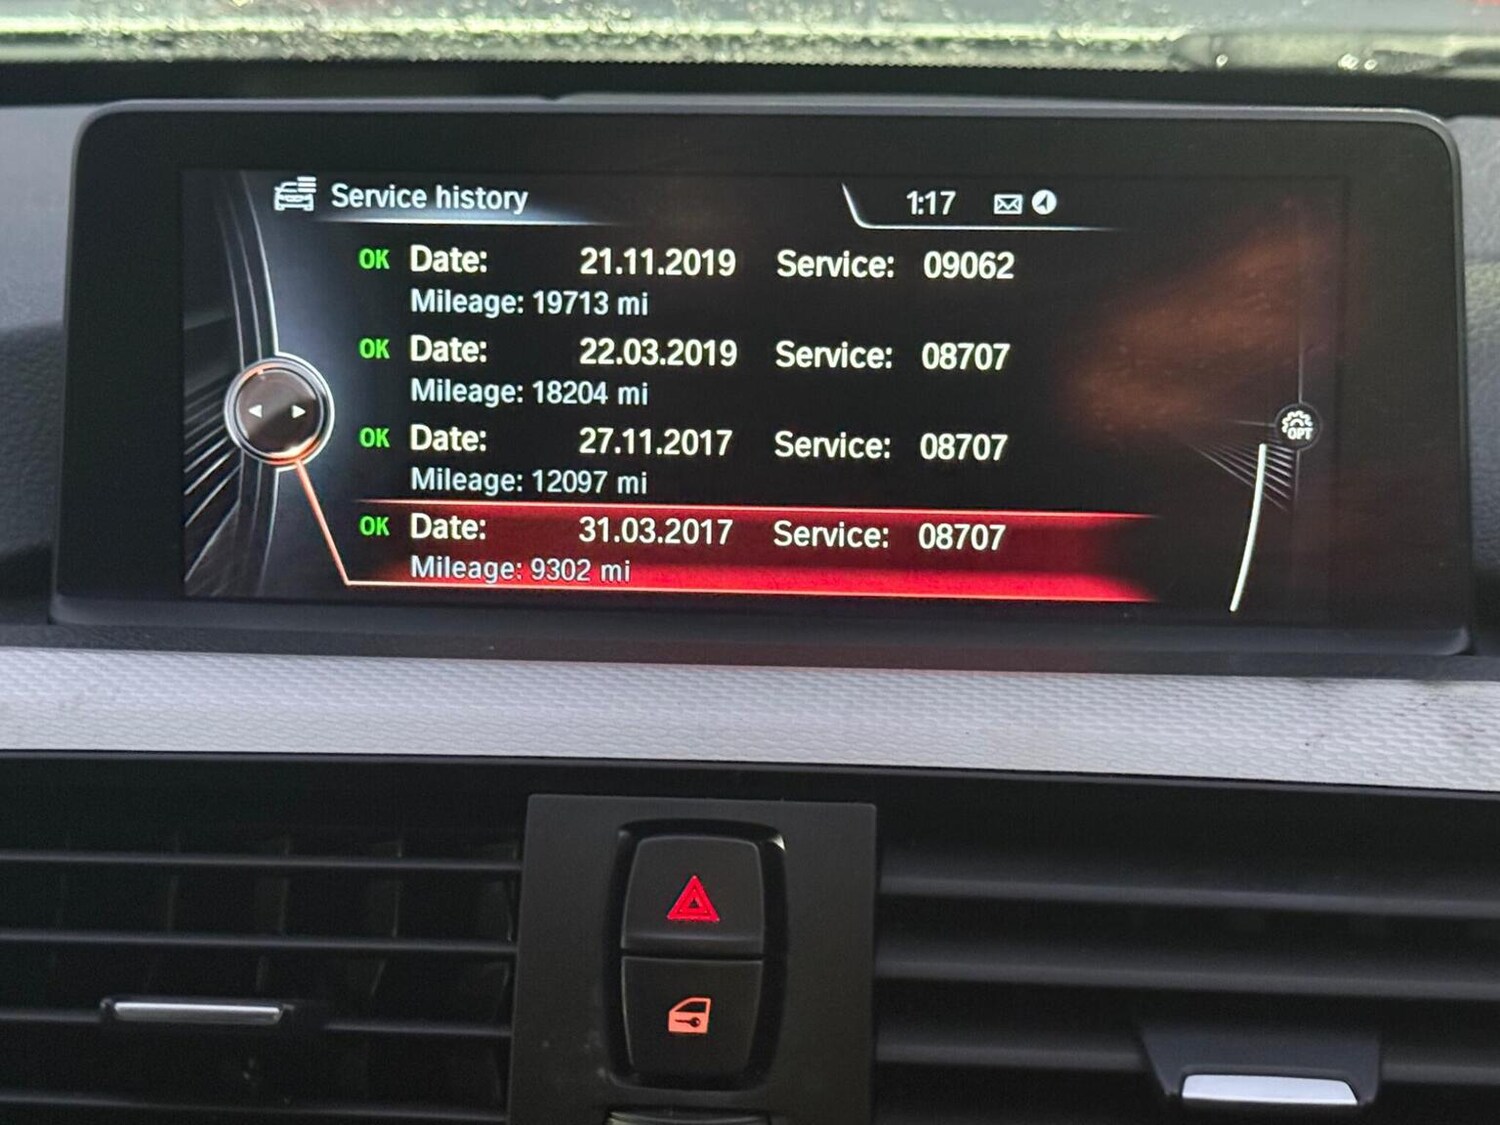 Service history 1:17
OK Date: 21.11.2019 Service: 09062
Mileage: 19713 mi
OK Date: 22.03.2019 Service: 08707
Mileage: 18204 mi
OK Date: 27.11.2017 Service: 08707
Mileage: 12097 mi
OPT
OK Date: 31.03.2017 Service: 08707
Mileage: 9302 mi